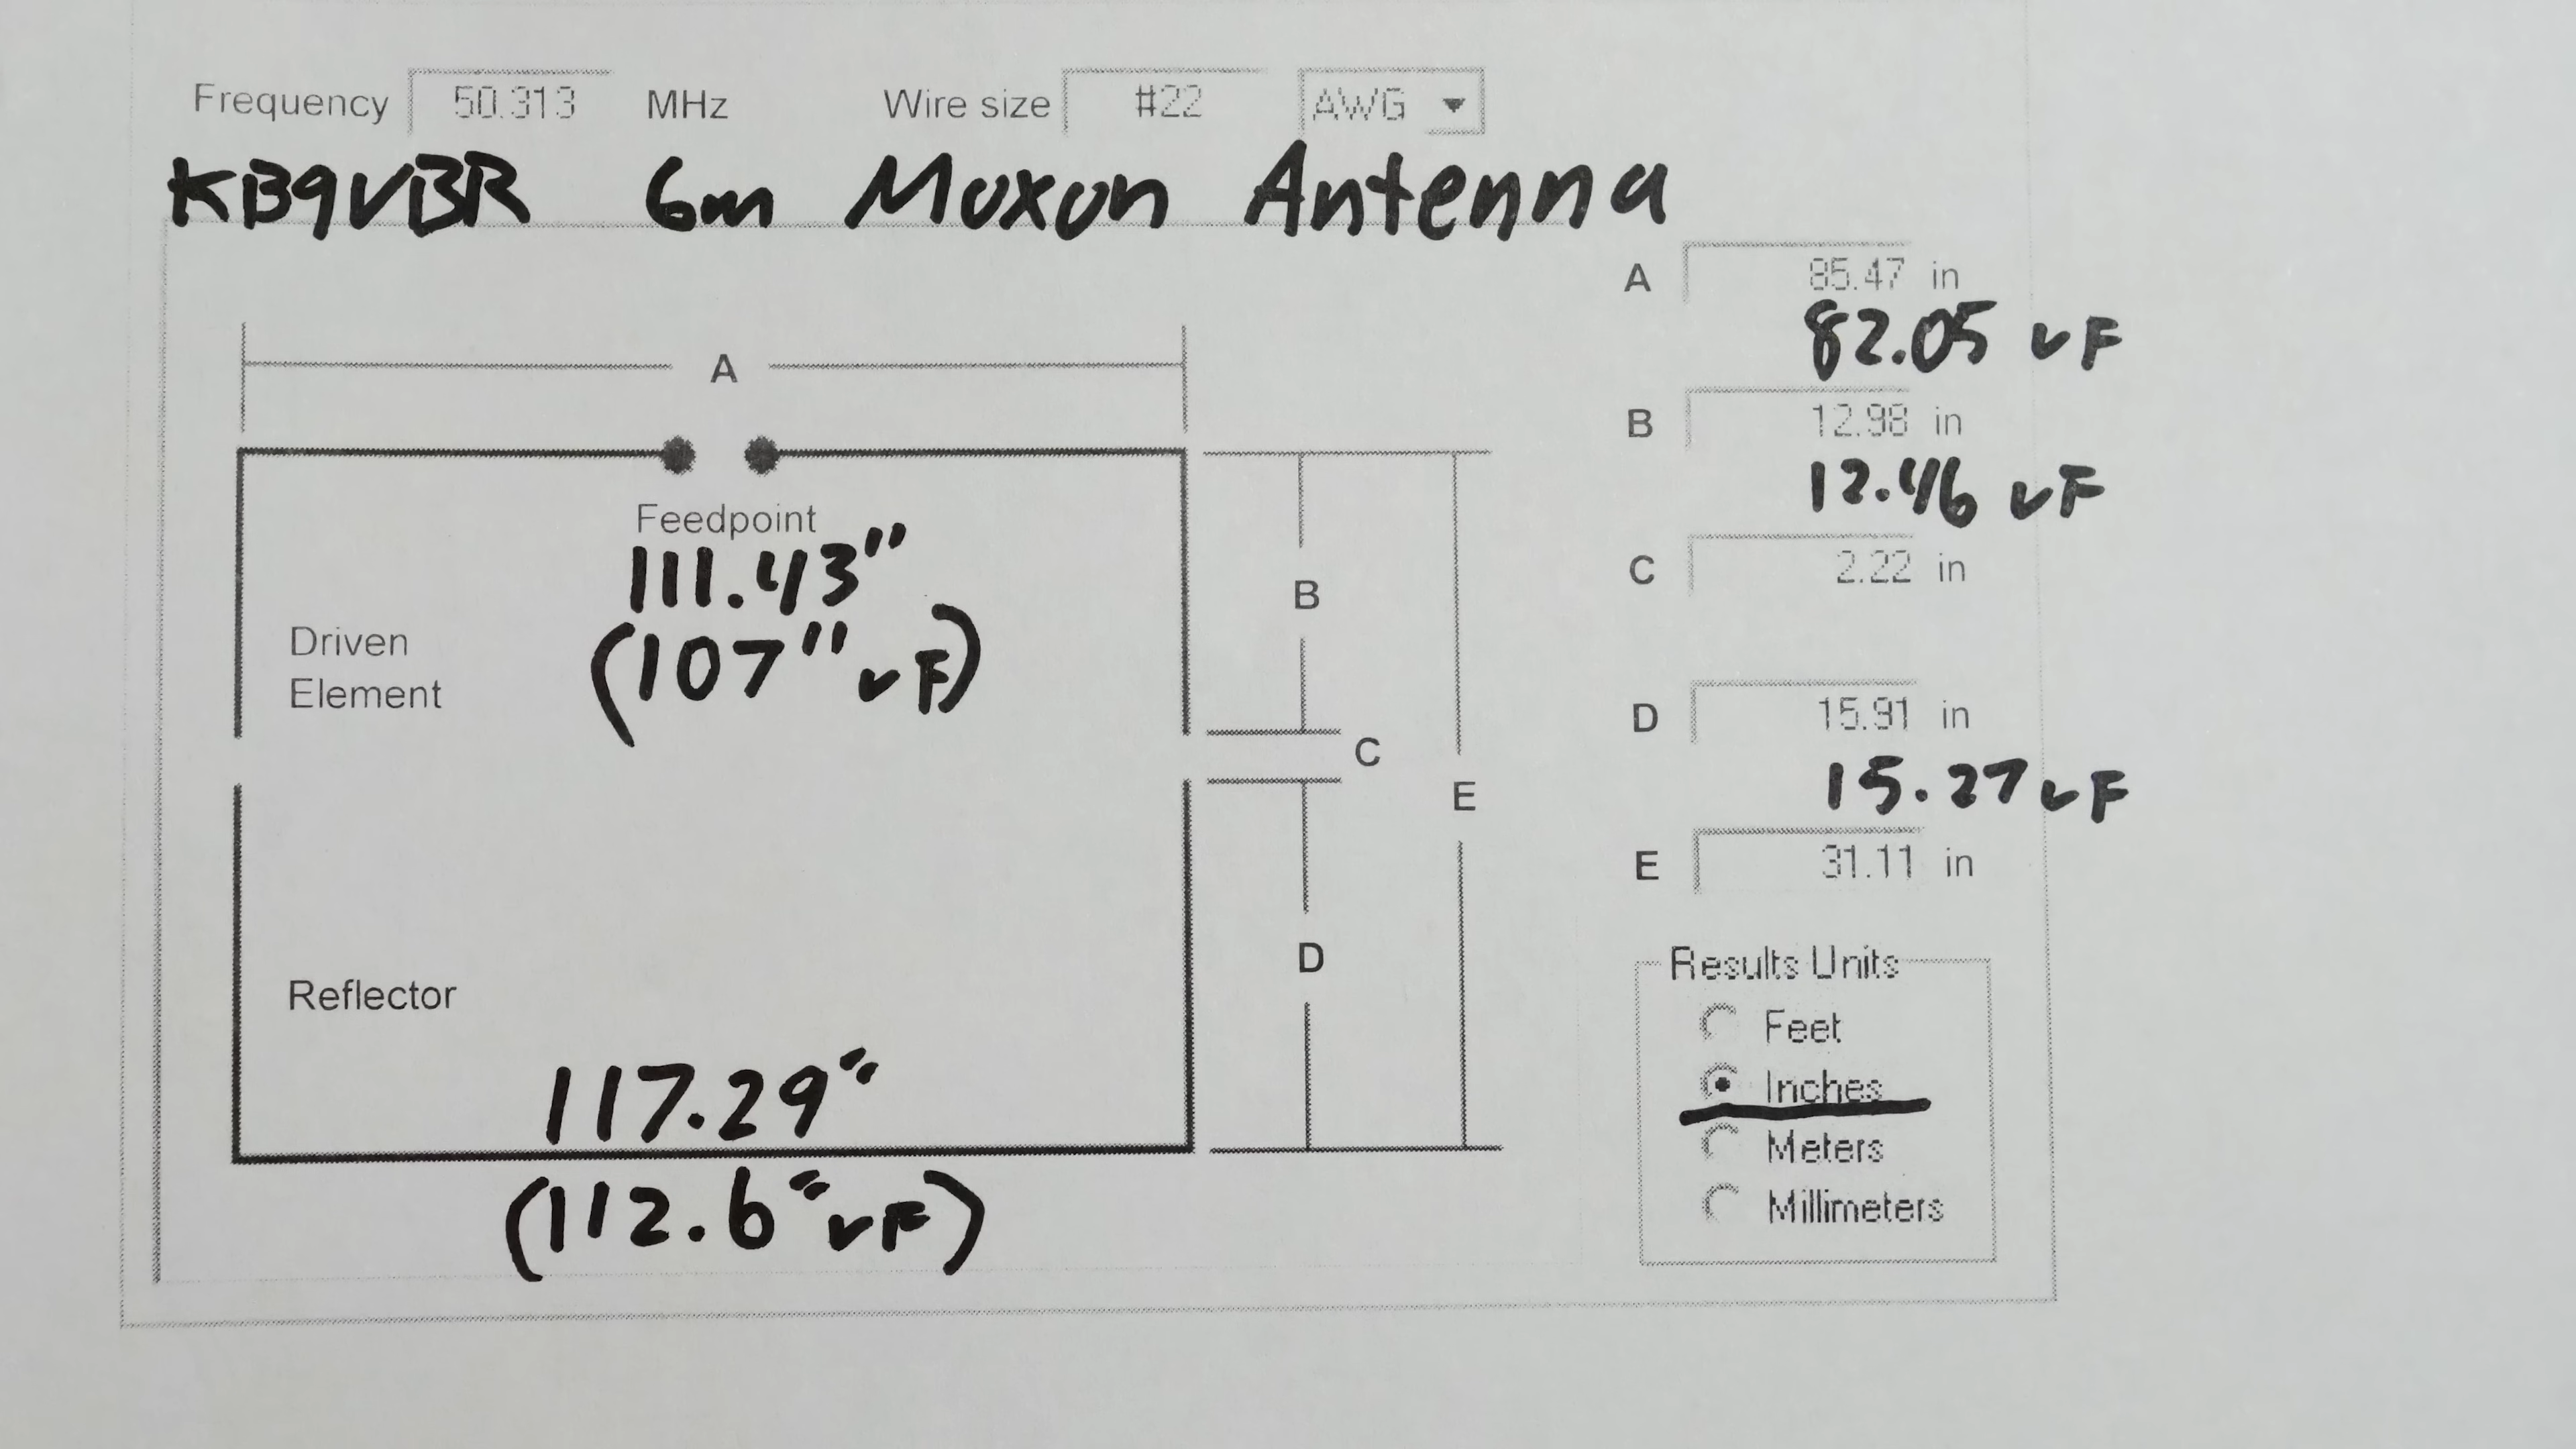 Frequency 50.313 MHz Wire size #22 AWG
KB9VBR 6m Moxon Antenna
A 85.47 in
82.05 vF
A
B 12.98 in
12.46 vF
Feedpoint
111.43"
(107" vF)
C 2.22 in
B
Driven
Element
D 15.91 in
C
15.27 vF
E
E 31.11 in
D
Reflector
Results Units
Feet
Inches
Meters
Millimeters
117.29"
(112.6" vF)